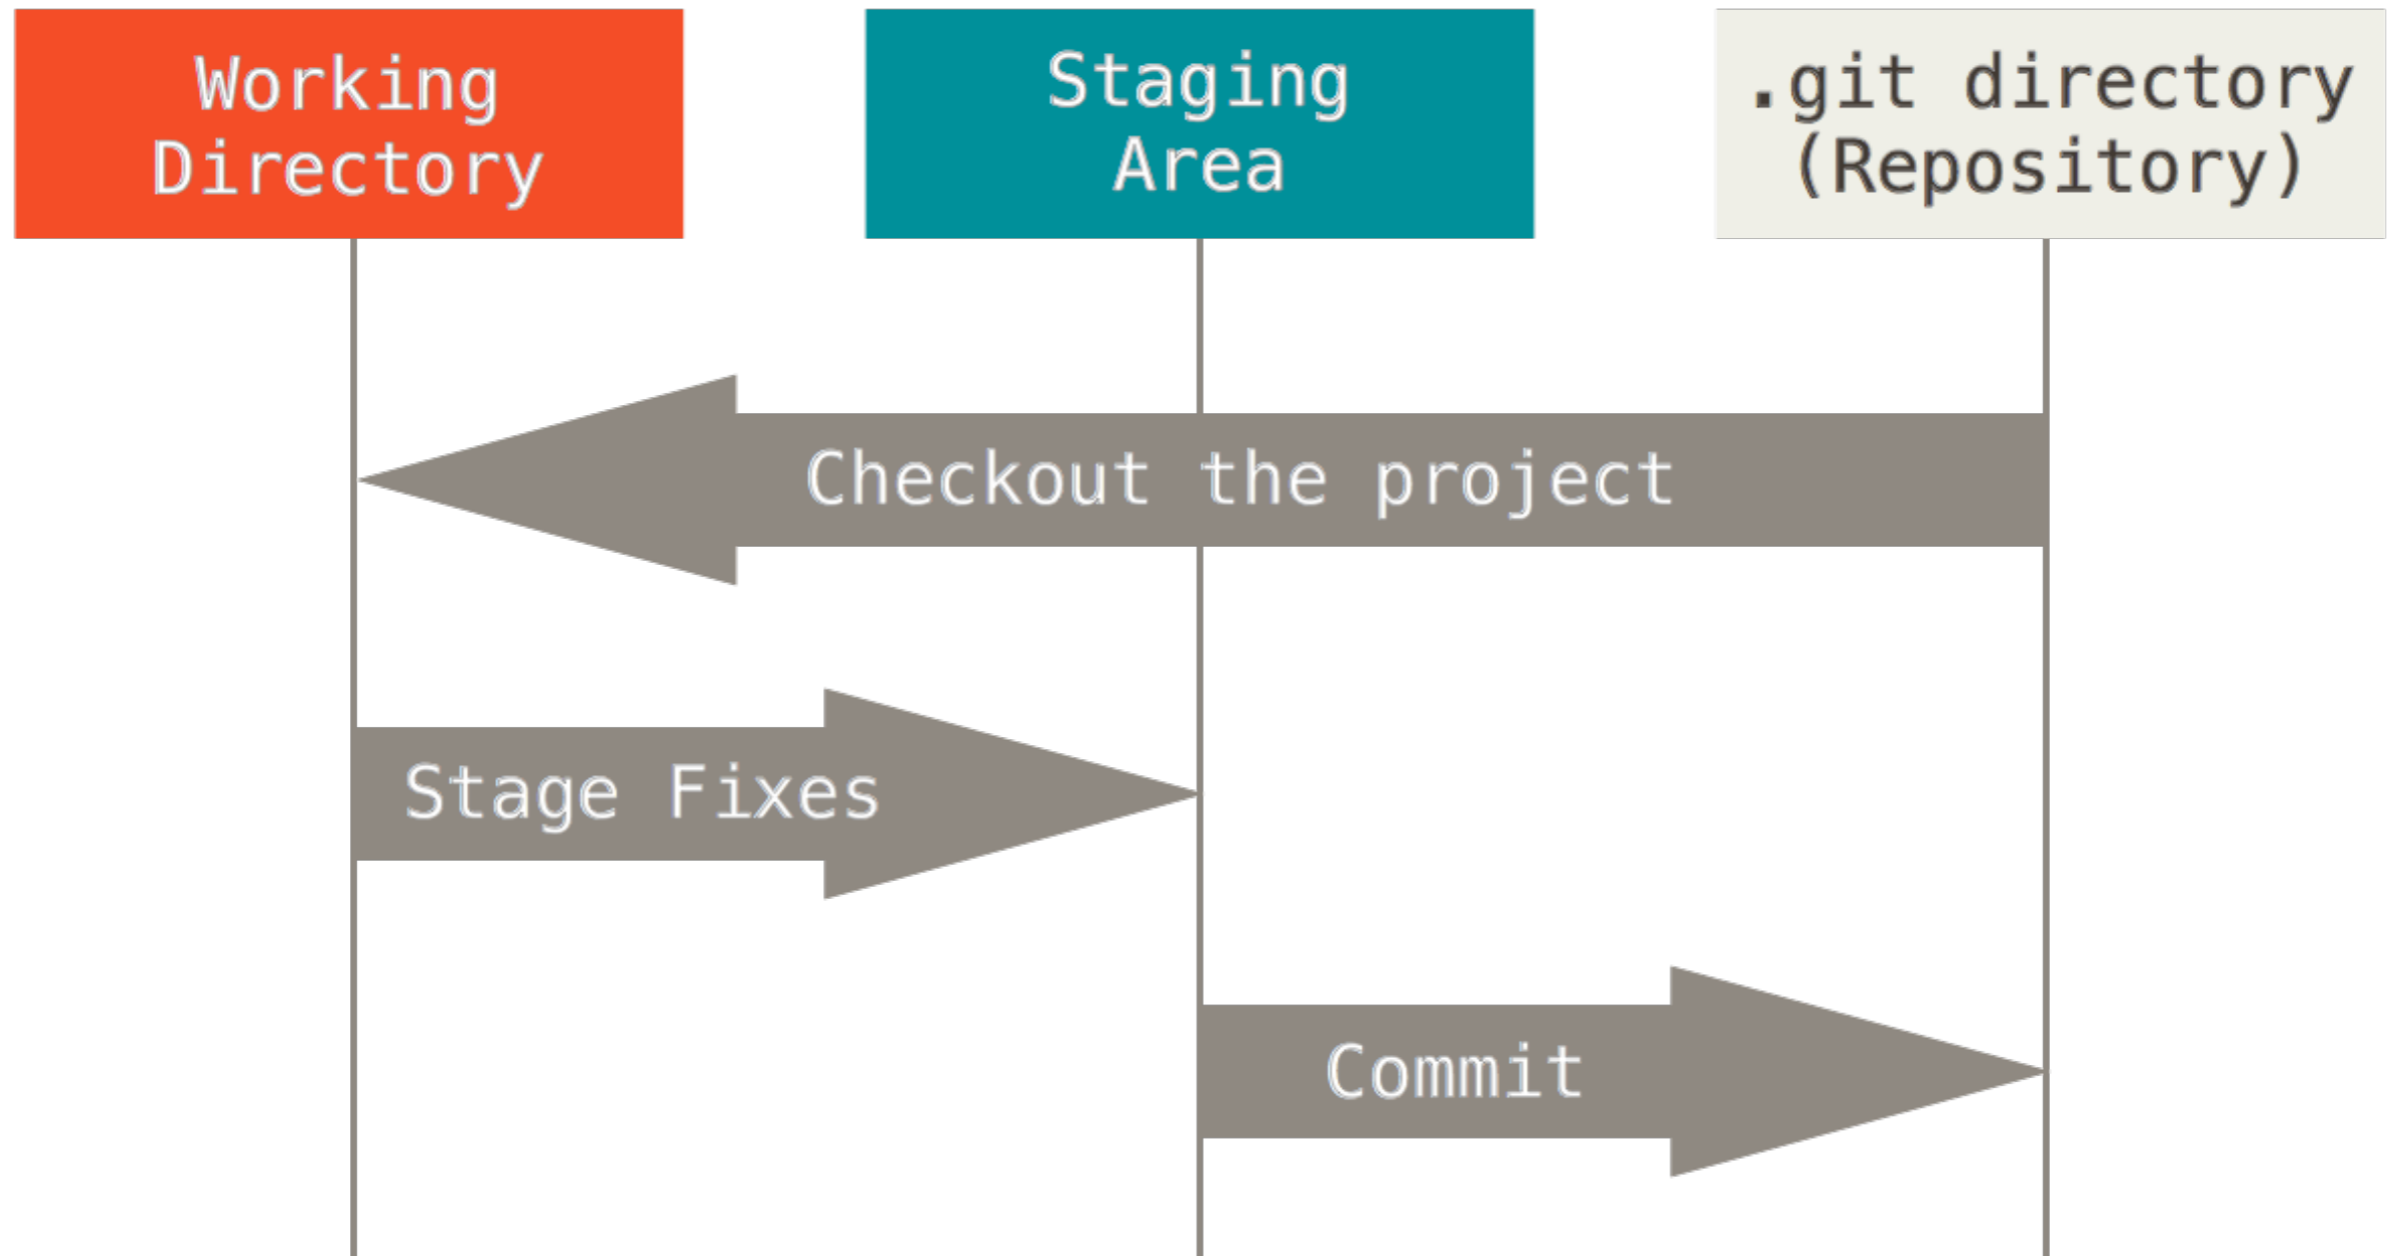 Working
Directory
Staging
Area
.git directory
(Repository)
Checkout the project
Stage Fixes
Commit